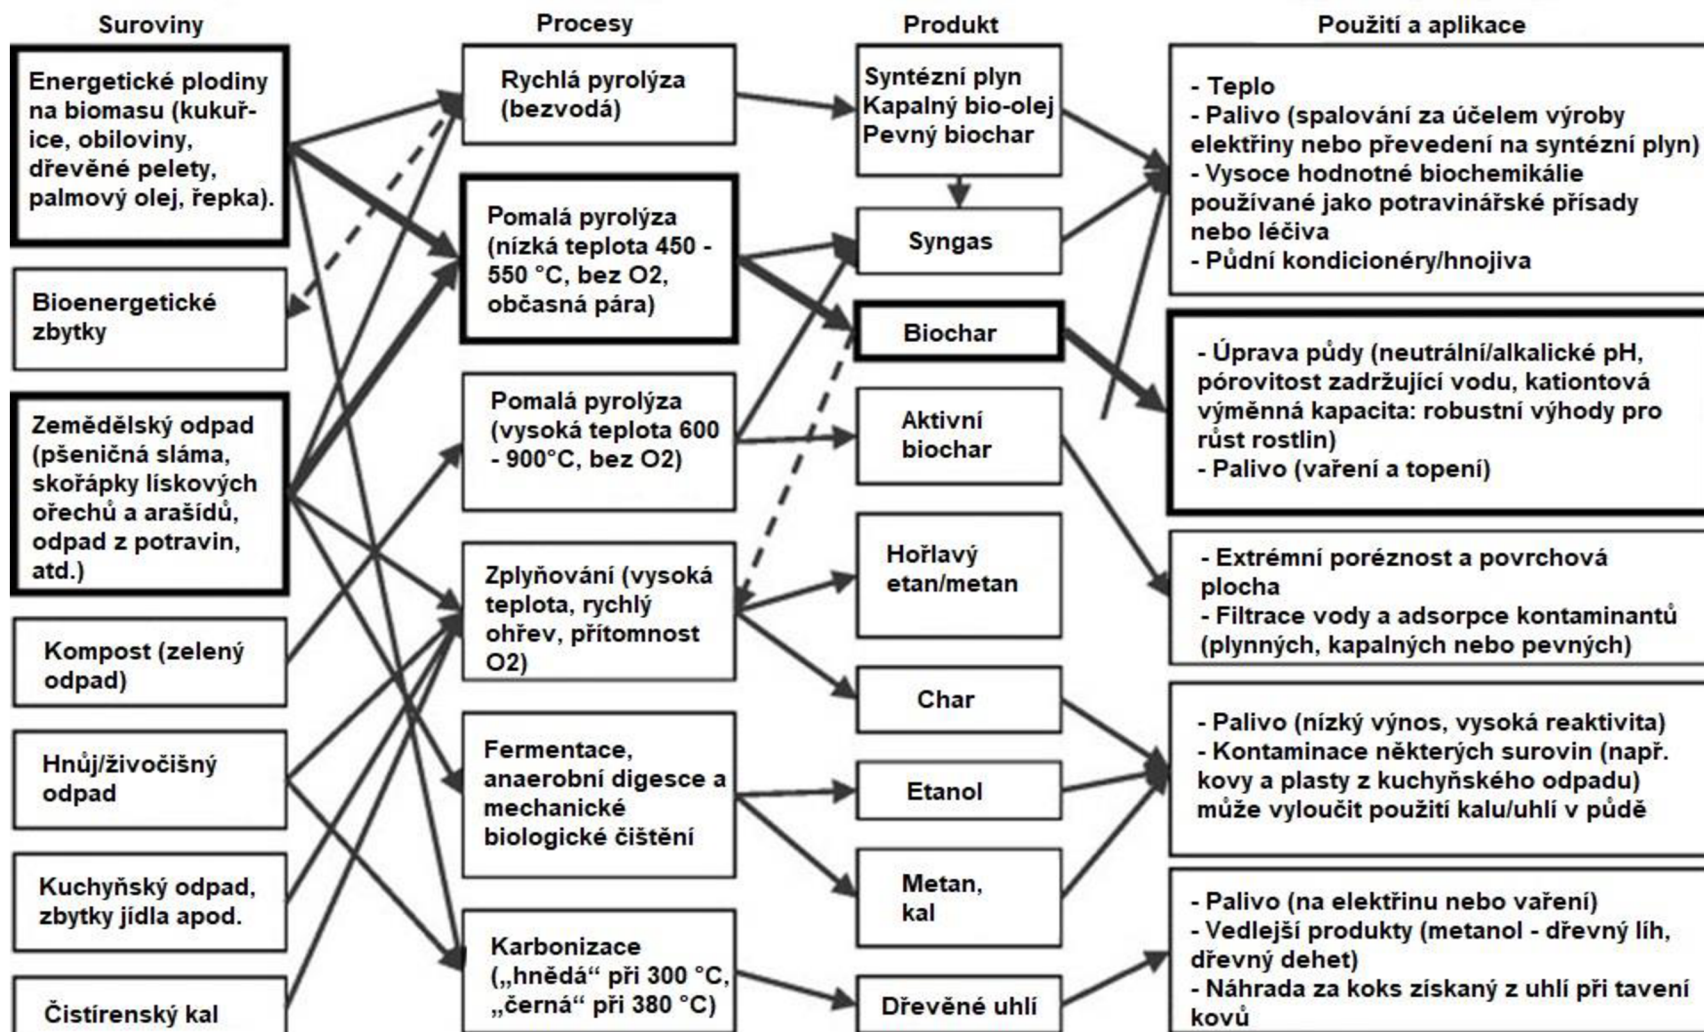 Suroviny
Energetické plodiny
na biomasu (kukuř-
ice, obiloviny,
dřevěné pelety,
palmový olej, řepka).
Bioenergetické
zbytky
Zemědělský odpad
(pšeničná sláma,
skořápky lískových
ořechů a arašídů,
odpad z potravin,
atd.)
Kompost (zelený
odpad)
Hnůj/živočišný
odpad
Kuchyňský odpad,
zbytky jídla apod.
Čistírenský kal
Procesy
Rychlá pyrolýza
(bezvodá)
Pomalá pyrolýza
(nízká teplota 450 -
550 °C, bez O2,
občasná pára)
Pomalá pyrolýza
(vysoká teplota 600
- 900°C, bez O2)
Zplyňování (vysoká
teplota, rychlý
ohřev, přítomnost
O2)
Fermentace,
anaerobní digesce a
mechanické
biologické čištění
Karbonizace
(„hnědá“ při 300 °C,
„černá“ při 380 °C)
Produkt
Syntézní plyn
Kapalný bio-olej
Pevný biochar
Syngas
Biochar
Aktivní
biochar
Hořlavý
etan/metan
Char
Etanol
Metan,
kal
Dřevěné uhlí
Použití a aplikace
- Teplo
- Palivo (spalování za účelem výroby
elektřiny nebo převedení na syntézní plyn)
- Vysoce hodnotné biochemikálie
používané jako potravinářské přísady
nebo léčiva
- Půdní kondicionéry/hnojiva
- Úprava půdy (neutrální/alkalické pH,
pórovitost zadržující vodu, kationtová
výměnná kapacita: robustní výhody pro
růst rostlin)
- Palivo (vaření a topení)
- Extrémní poréznost a povrchová
plocha
- Filtrace vody a adsorpce kontaminantů
(plynných, kapalných nebo pevných)
- Palivo (nízký výnos, vysoká reaktivita)
- Kontaminace některých surovin (např.
kovy a plasty z kuchyňského odpadu)
může vyloučit použití kalu/uhlí v půdě
- Palivo (na elektřinu nebo vaření)
- Vedlejší produkty (metanol - dřevný líh,
dřevný dehet)
- Náhrada za koks získaný z uhlí při tavení
kovů